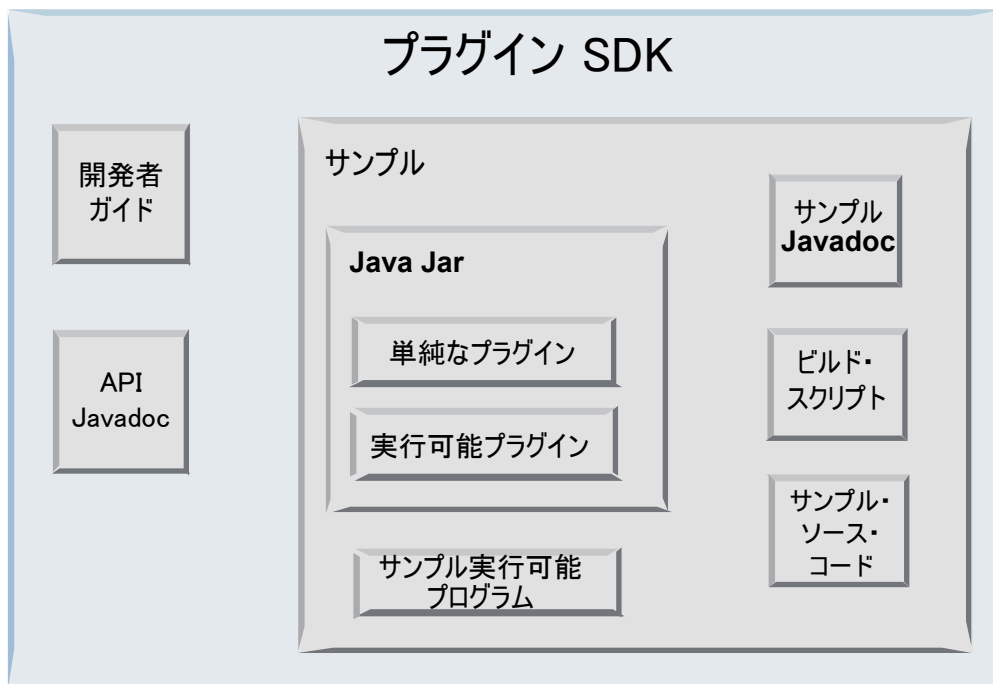 プラグイン SDK
開発者
ガイド
API
Javadoc
サンプル
Java Jar
単純なプラグイン
実行可能プラグイン
サンプル実行可能
プログラム
サンプル
Javadoc
ビルド・
スクリプト
サンプル・
ソース・
コード